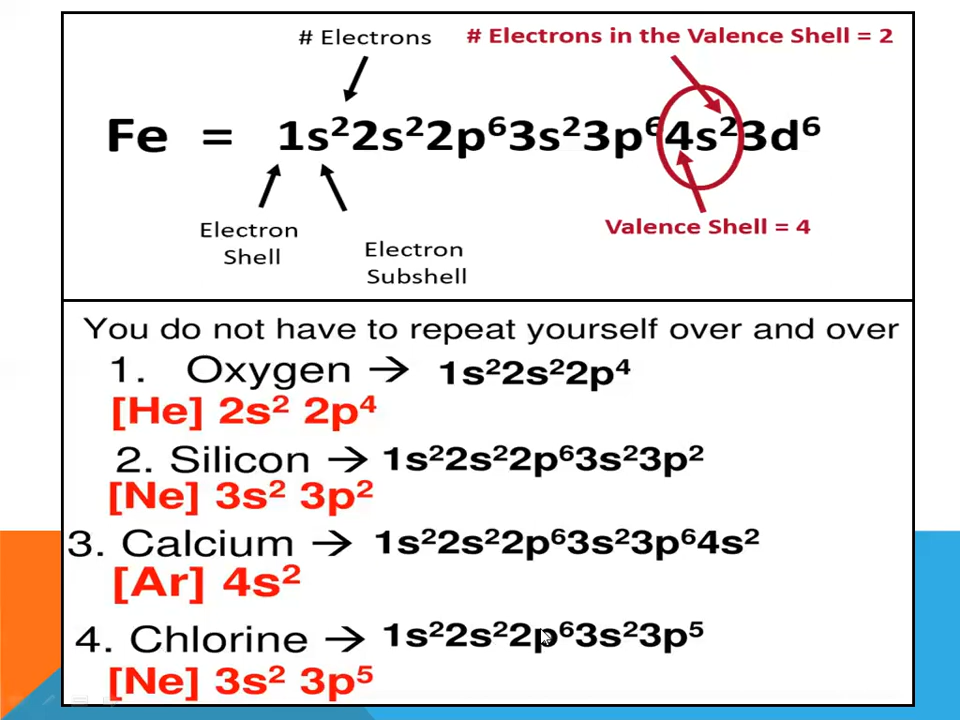 # Electrons
# Electrons in the Valence Shell = 2
Fe = 1s²2s²2p⁶3s²3p⁶4s²3d⁶
Electron
Shell
Electron
Subshell
Valence Shell = 4
You do not have to repeat yourself over and over
1. Oxygen → 1s²2s²2p⁴
[He] 2s² 2p⁴
2. Silicon → 1s²2s²2p⁶3s²3p²
[Ne] 3s² 3p²
3. Calcium → 1s²2s²2p⁶3s²3p⁶4s²
[Ar] 4s²
4. Chlorine → 1s²2s²2p⁶3s²3p⁵
[Ne] 3s² 3p⁵